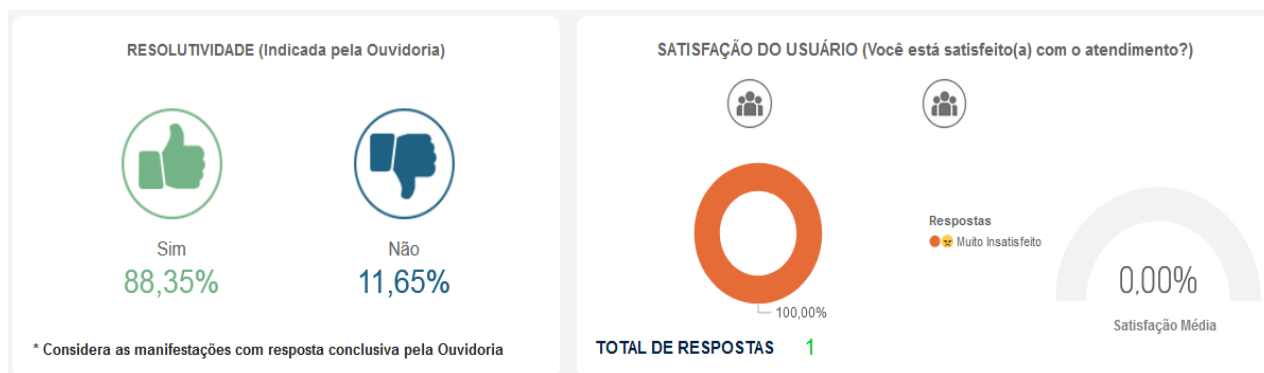 RESOLUTIVIDADE (Indicada pela Ouvidoria)
Sim
88,35%
Não
11,65%
* Considera as manifestações com resposta conclusiva pela Ouvidoria
SATISFAÇÃO DO USUÁRIO (Você está satisfeito(a) com o atendimento?)
100,00%
Respostas
Muito Insatisfeito
0,00%
Satisfação Média
TOTAL DE RESPOSTAS 1